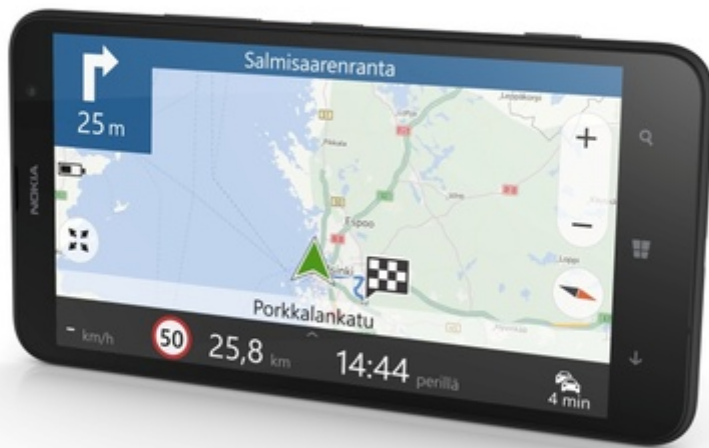 Salmisaarenranta
25 m
NOKIA
Espoo
Porkkalankatu
- km/h
50
25,8 km
14:44 perillä
4 min
+
−